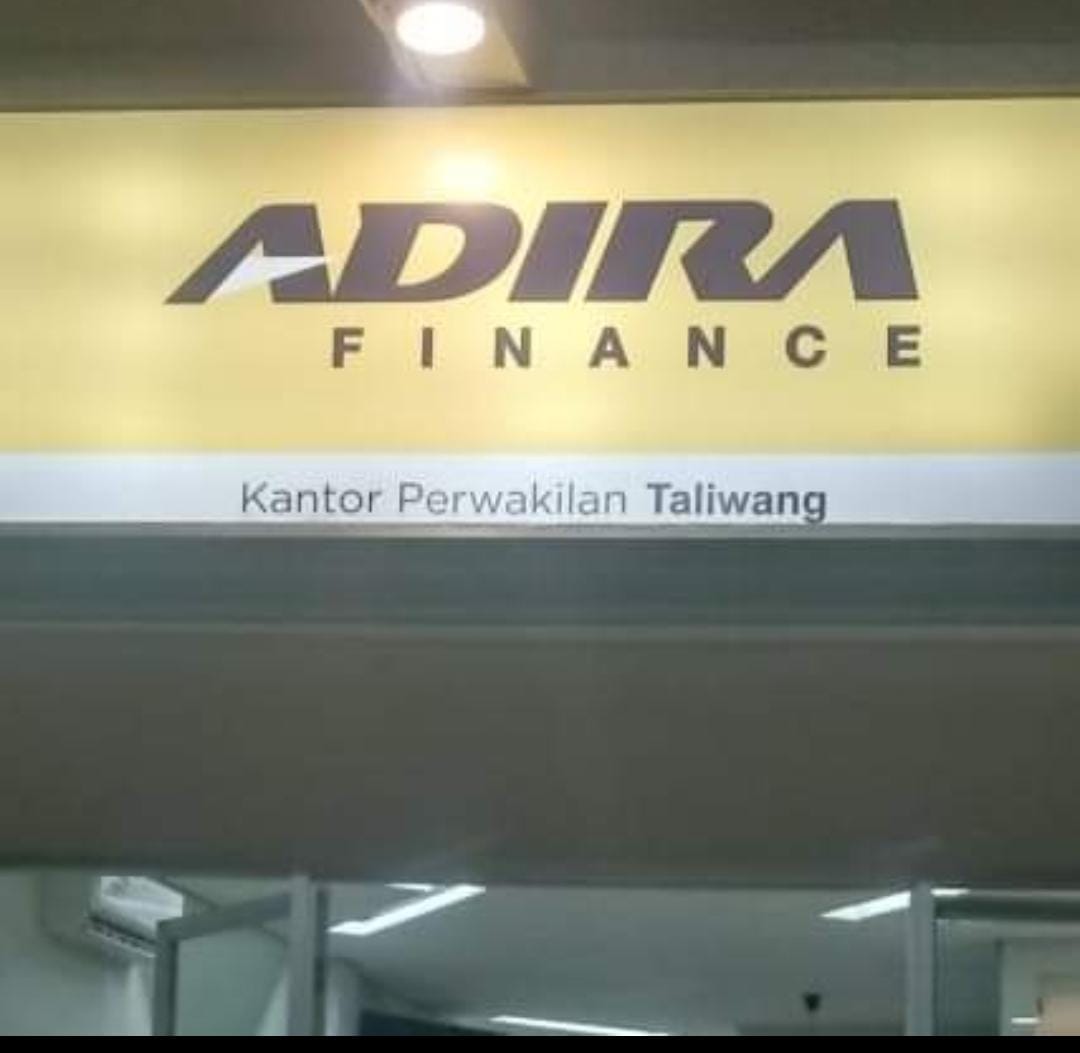 ADIRA
FINANCE
Kantor Perwakilan Taliwang